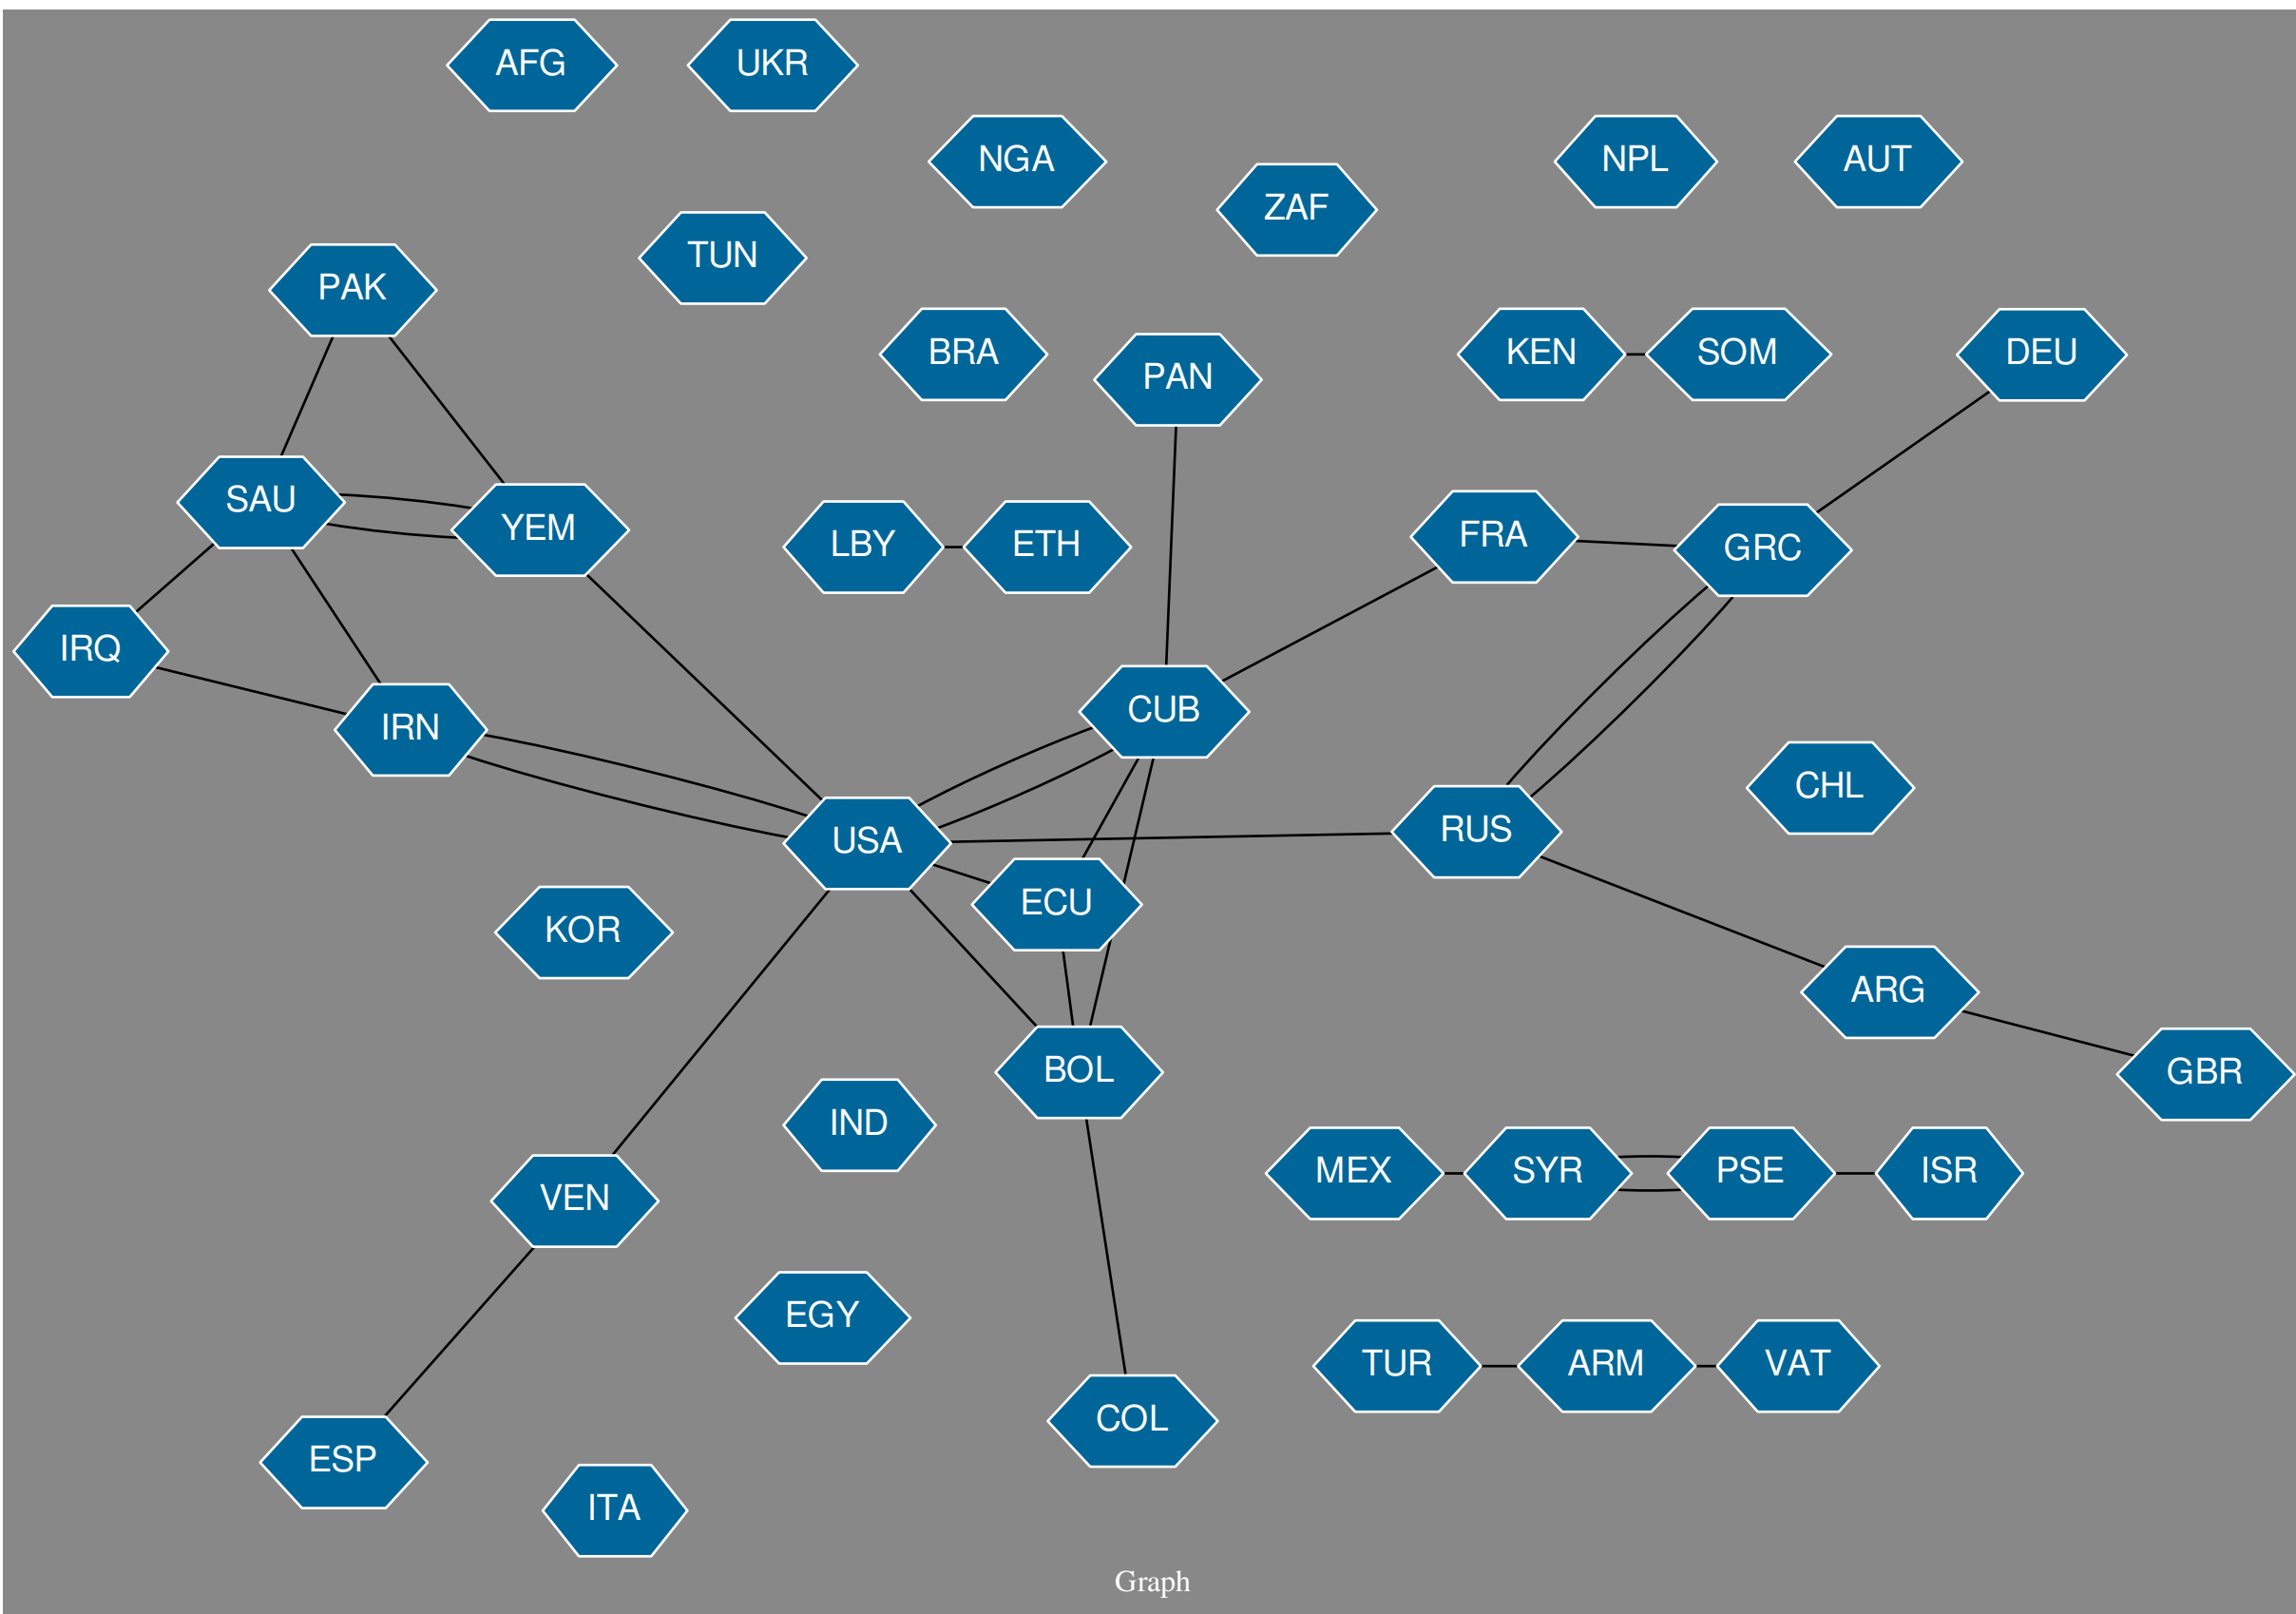 AFG
UKR
NGA
NPL
AUT
ZAF
TUN
PAK
BRA
PAN
KEN
SOM
DEU
SAU
YEM
LBY
ETH
FRA
GRC
IRQ
IRN
CUB
CHL
USA
RUS
ECU
KOR
ARG
BOL
GBR
IND
MEX
SYR
PSE
ISR
VEN
EGY
TUR
ARM
VAT
COL
ESP
ITA
Graph